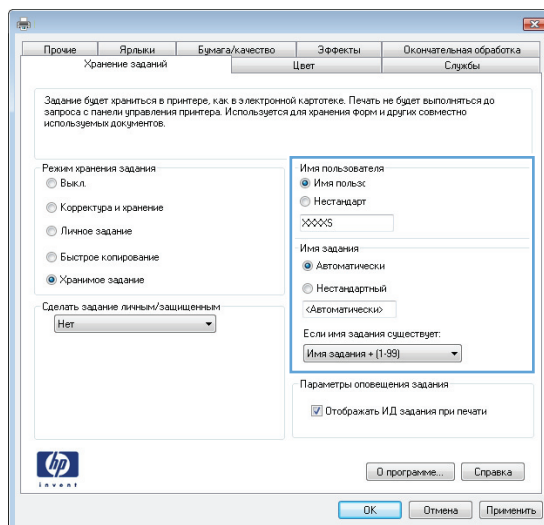 Прочие
Ярлыки
Бумага/качество
Эффекты
Окончательная обработка
Хранение заданий
Цвет
Службы
Задание будет храниться в принтере, как в электронной картотеке. Печать не будет выполняться до
запроса с панели управления принтера. Используется для хранения форм и других совместно
используемых документов.
Режим хранения задания
Выкл.
Корректура и хранение
Личное задание
Быстрое копирование
Хранимое задание
Сделать задание личным/защищенным
Нет
Имя пользователя
Имя пользс
Нестандарт
XXXXS
Имя задания
Автоматически
Нестандартный
<Автоматически>
Если имя задания существует:
Имя задания + (1-99)
Параметры оповещения задания
Отображать ИД задания при печати
hp
invent
О программе...
Справка
OK
Отмена
Применить